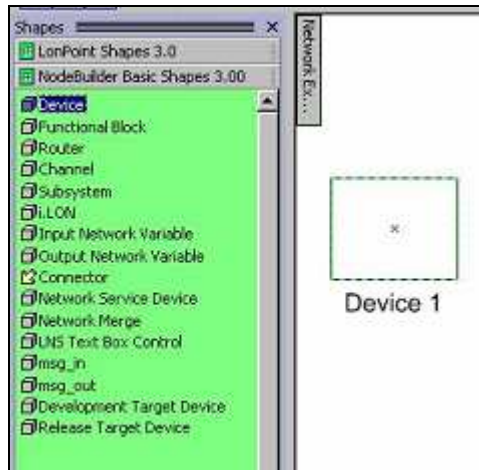 Shapes
LonPoint Shapes 3.0
NodeBuilder Basic Shapes 3.00
Device
Functional Block
Router
Channel
Subsystem
i.LON
Input Network Variable
Output Network Variable
Connector
Network Service Device
Network Merge
LNS Text Box Control
msg_in
msg_out
Development Target Device
Release Target Device
Network Ex...
Device 1